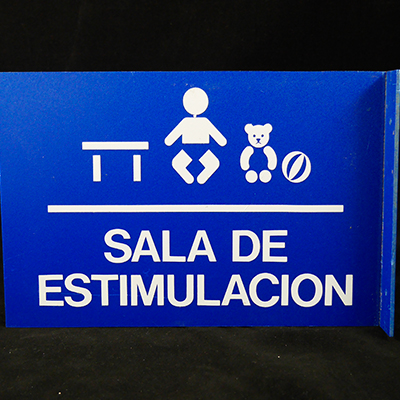 SALA DE
ESTIMULACION